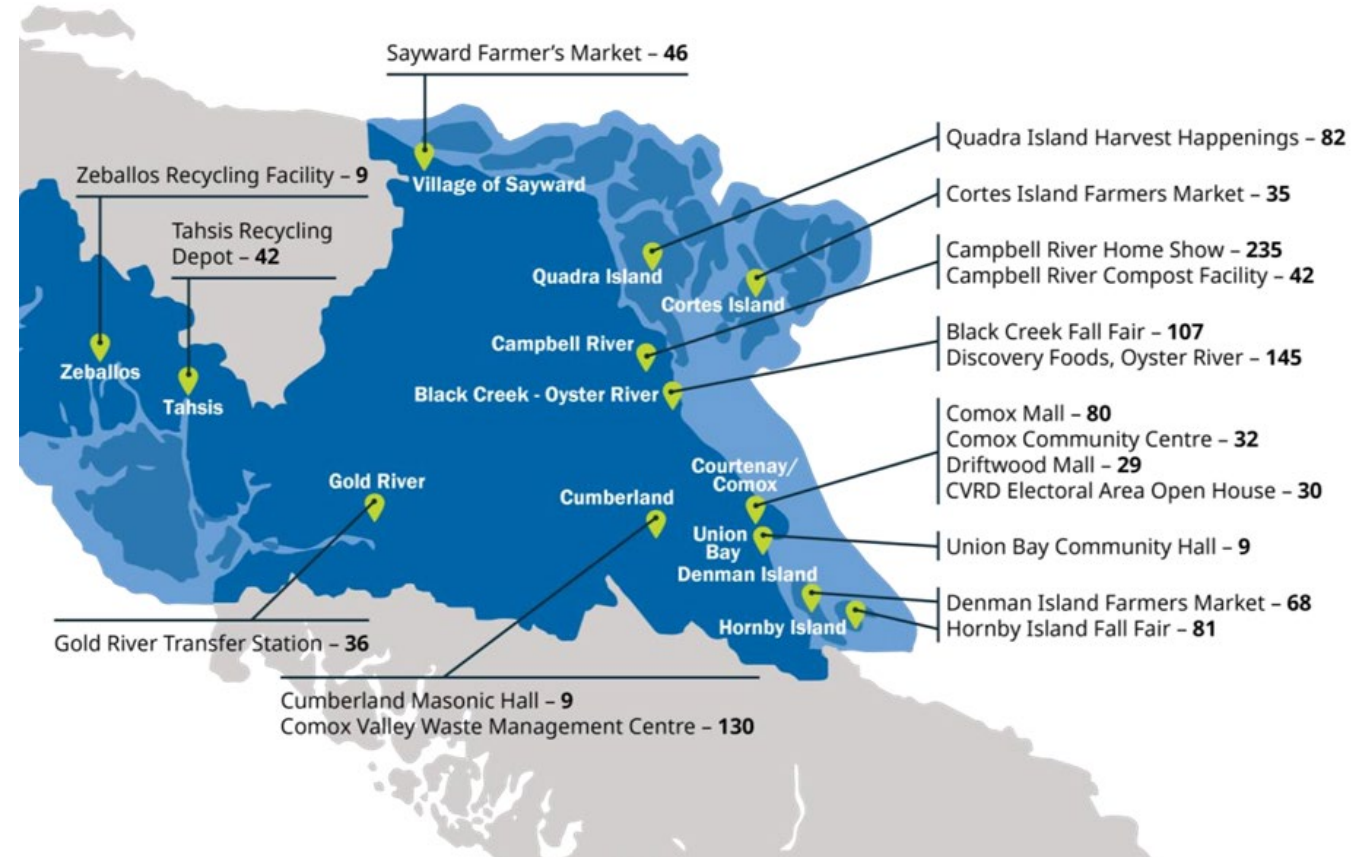 Sayward Farmer’s Market – 46
Zeballos Recycling Facility – 9
Tahsis Recycling
Depot – 42
Village of Sayward
Quadra Island
Cortes Island
Campbell River
Black Creek - Oyster River
Zeballos
Tahsis
Gold River
Cumberland
Courtenay/
Comox
Union
Bay
Denman Island
Hornby Island
Quadra Island Harvest Happenings – 82
Cortes Island Farmers Market – 35
Campbell River Home Show – 235
Campbell River Compost Facility – 42
Black Creek Fall Fair – 107
Discovery Foods, Oyster River – 145
Comox Mall – 80
Comox Community Centre – 32
Driftwood Mall – 29
CVRD Electoral Area Open House – 30
Union Bay Community Hall – 9
Denman Island Farmers Market – 68
Hornby Island Fall Fair – 81
Gold River Transfer Station – 36
Cumberland Masonic Hall – 9
Comox Valley Waste Management Centre – 130